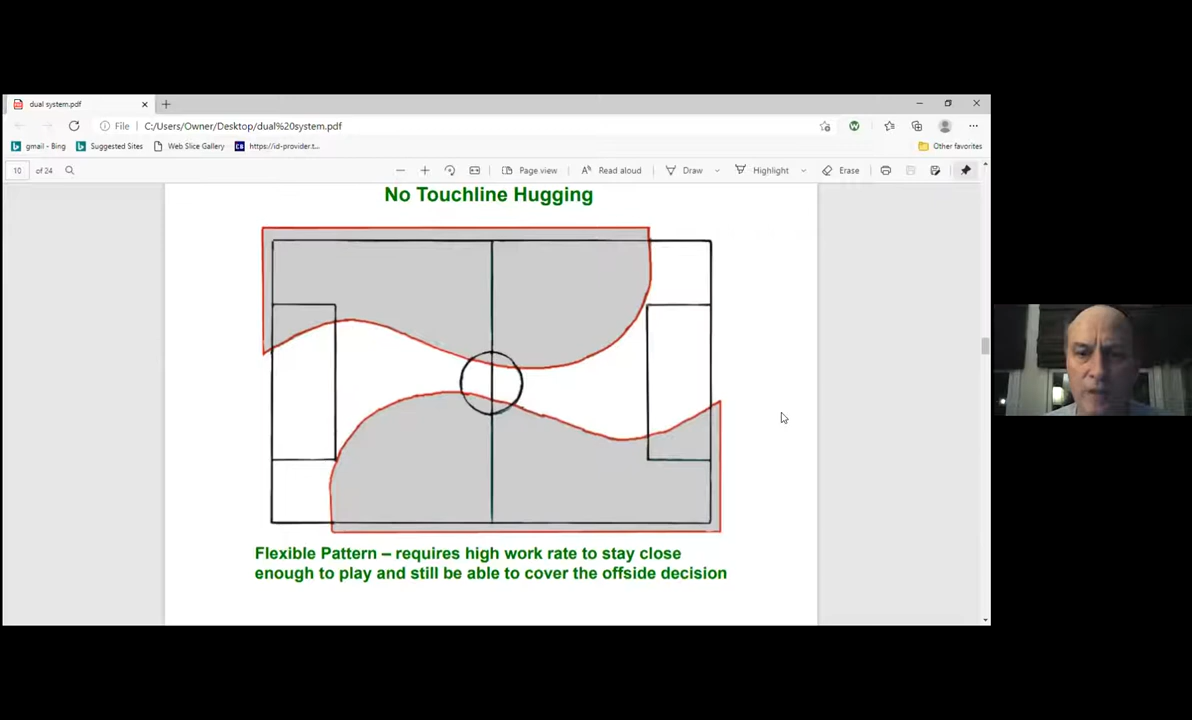 dual system.pdf
File C:/Users/Owner/Desktop/dual%20system.pdf
gmail - Bing Suggested Sites Web Slice Gallery https://id-provider.t... Other favorites
10 of 24 Page view Read aloud Draw Highlight Erase
No Touchline Hugging
Flexible Pattern – requires high work rate to stay close
enough to play and still be able to cover the offside decision